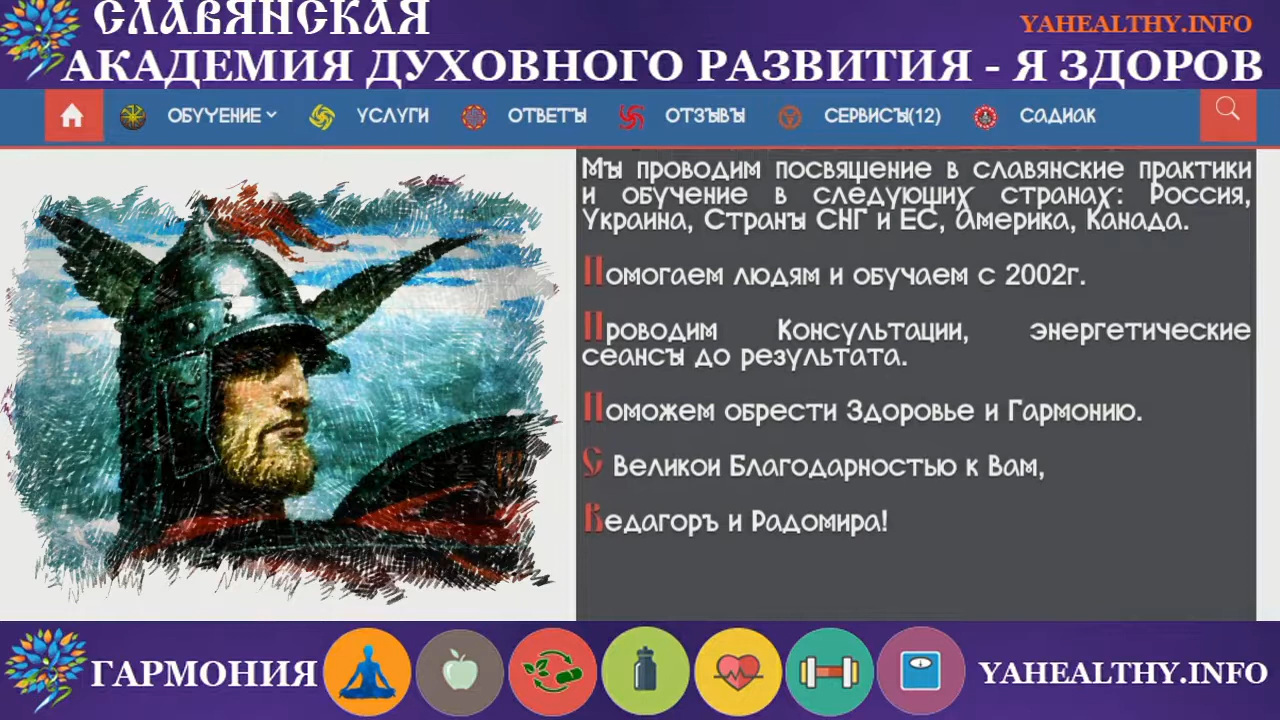 СЛАВЯНСКАЯ
YAHEALTHY.INFO
АКАДЕМИЯ ДУХОВНОГО РАЗВИТИЯ - Я ЗДОРОВ
ОБУЧЕНИЕ УСЛУГИ ОТВЕТЫ ОТЗЫВЫ СЕРВИСЫ(12) САДИАК
Мы проводим посвящение в славянские практики
и обучение в следующих странах: Россия,
Украина, Страны СНГ и ЕС, Америка, Канада.
Помогаем людям и обучаем с 2002г.
Проводим Консультации, энергетические
сеансы до результата.
Поможем обрести Здоровье и Гармонию.
С Великои Благодарностью к Вам,
Ведагоръ и Радомира!
ГАРМОНИЯ
YAHEALTHY.INFO